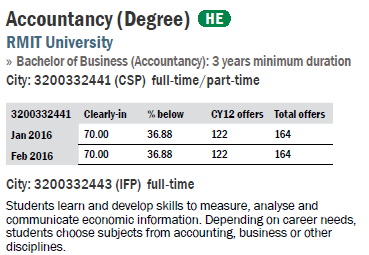 Accountancy (Degree) HE
RMIT University
» Bachelor of Business (Accountancy): 3 years minimum duration
City: 3200332441 (CSP) full-time/part-time
3200332441 Clearly-in % below CY12 offers Total offers
Jan 2016 70.00 36.88 122 164
Feb 2016 70.00 36.88 122 164
City: 3200332443 (IFP) full-time
Students learn and develop skills to measure, analyse and
communicate economic information. Depending on career needs,
students choose subjects from accounting, business or other
disciplines.